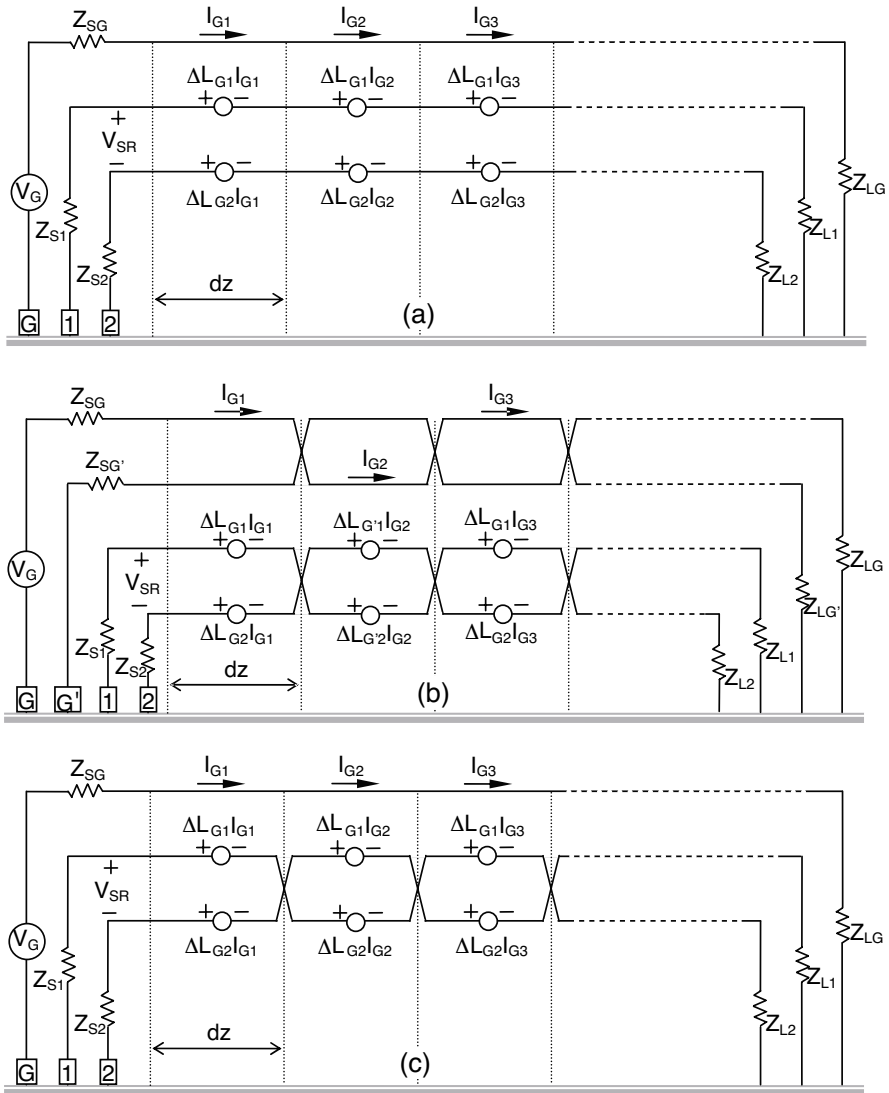 Z_SG I_G1 I_G2 I_G3
ΔL_G1I_G1 ΔL_G1I_G2 ΔL_G1I_G3
+ − + − + −
+
V_SR
−
+ − + − + −
ΔL_G2I_G1 ΔL_G2I_G2 ΔL_G2I_G3
V_G Z_LG
Z_S1 Z_L1
Z_S2 Z_L2
dz
(a)
G 1 2
Z_SG I_G1 I_G3
Z_SG' I_G2
ΔL_G1I_G1 ΔL_G'1I_G2 ΔL_G1I_G3
+ − + − + −
V_G + Z_LG
V_SR
− Z_LG'
+ − + − + −
ΔL_G2I_G1 ΔL_G'2I_G2 ΔL_G2I_G3
Z_S1 Z_L1
Z_S2 Z_L2
dz
(b)
G G' 1 2
Z_SG I_G1 I_G2 I_G3
ΔL_G1I_G1 ΔL_G1I_G2 ΔL_G1I_G3
+ − + − + −
+
V_SR
−
+ − + − + −
ΔL_G2I_G1 ΔL_G2I_G2 ΔL_G2I_G3
V_G Z_LG
Z_S1 Z_L1
Z_S2 Z_L2
dz
(c)
G 1 2